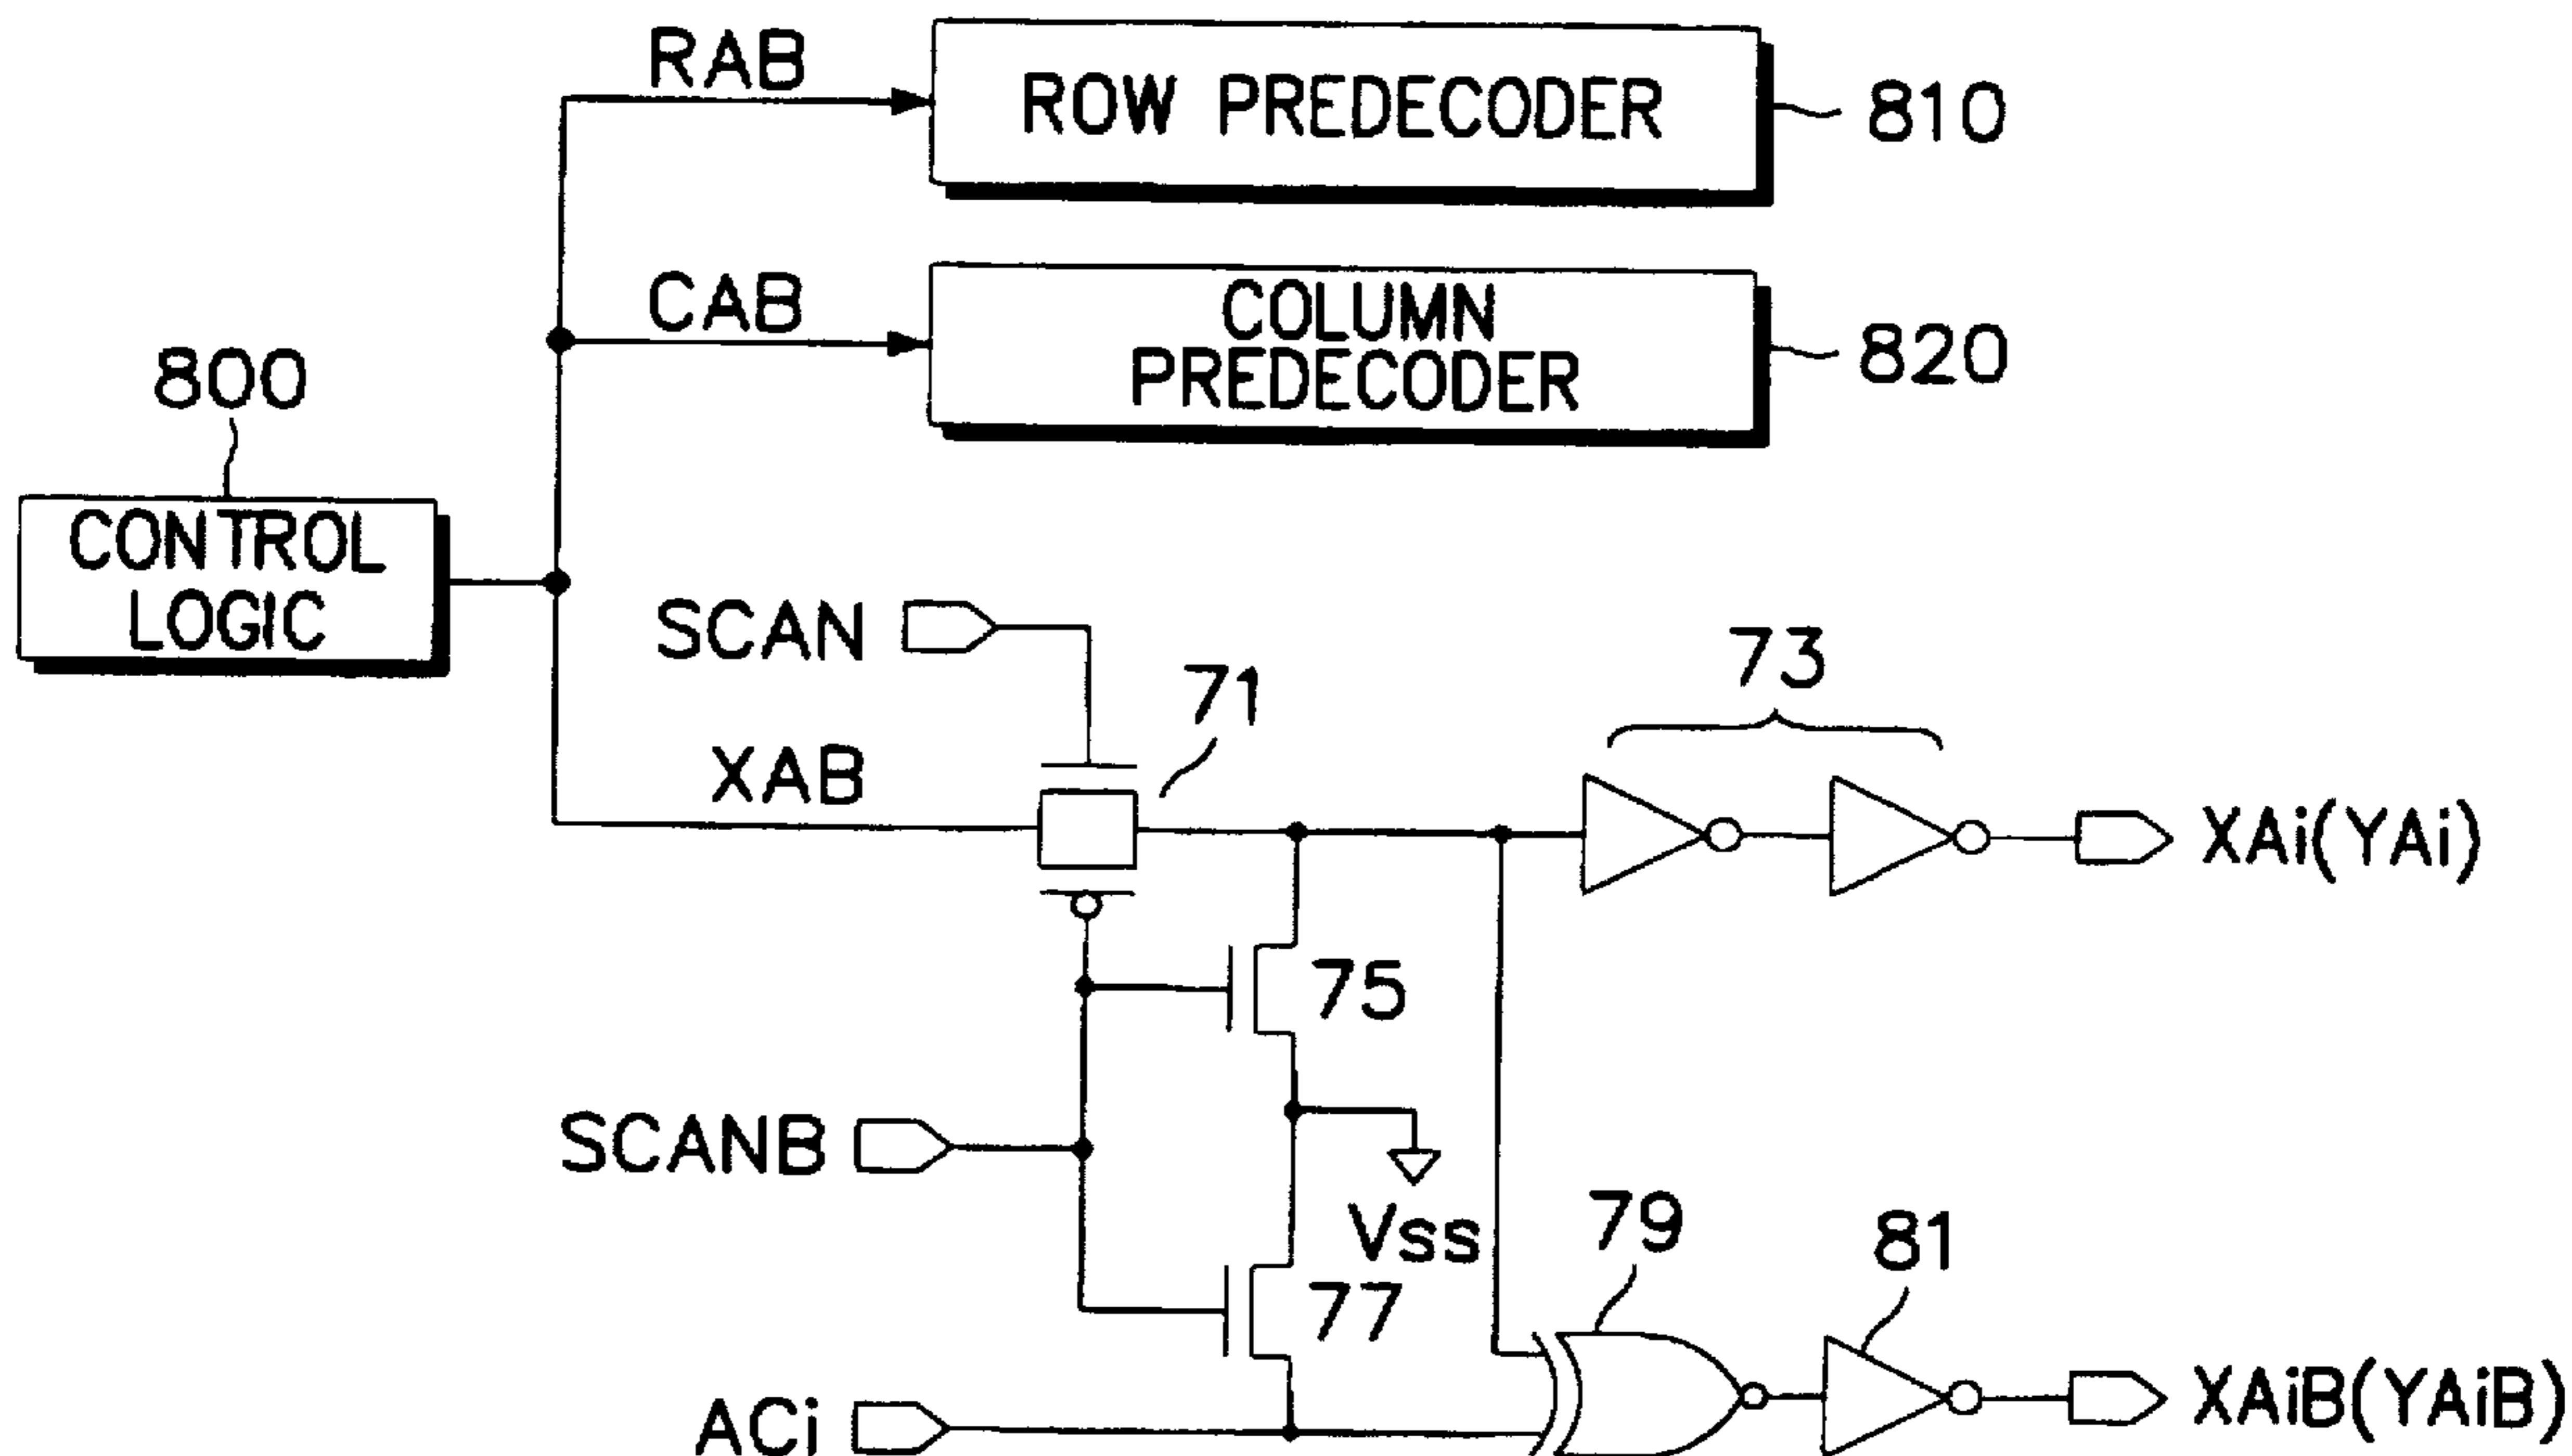 RAB
ROW PREDECODER
810
CAB
COLUMN
PREDECODER
820
800
CONTROL
LOGIC
SCAN
71
73
XAB
XAi(YAi)
75
SCANB
Vss
79
81
77
ACi
XAiB(YAiB)